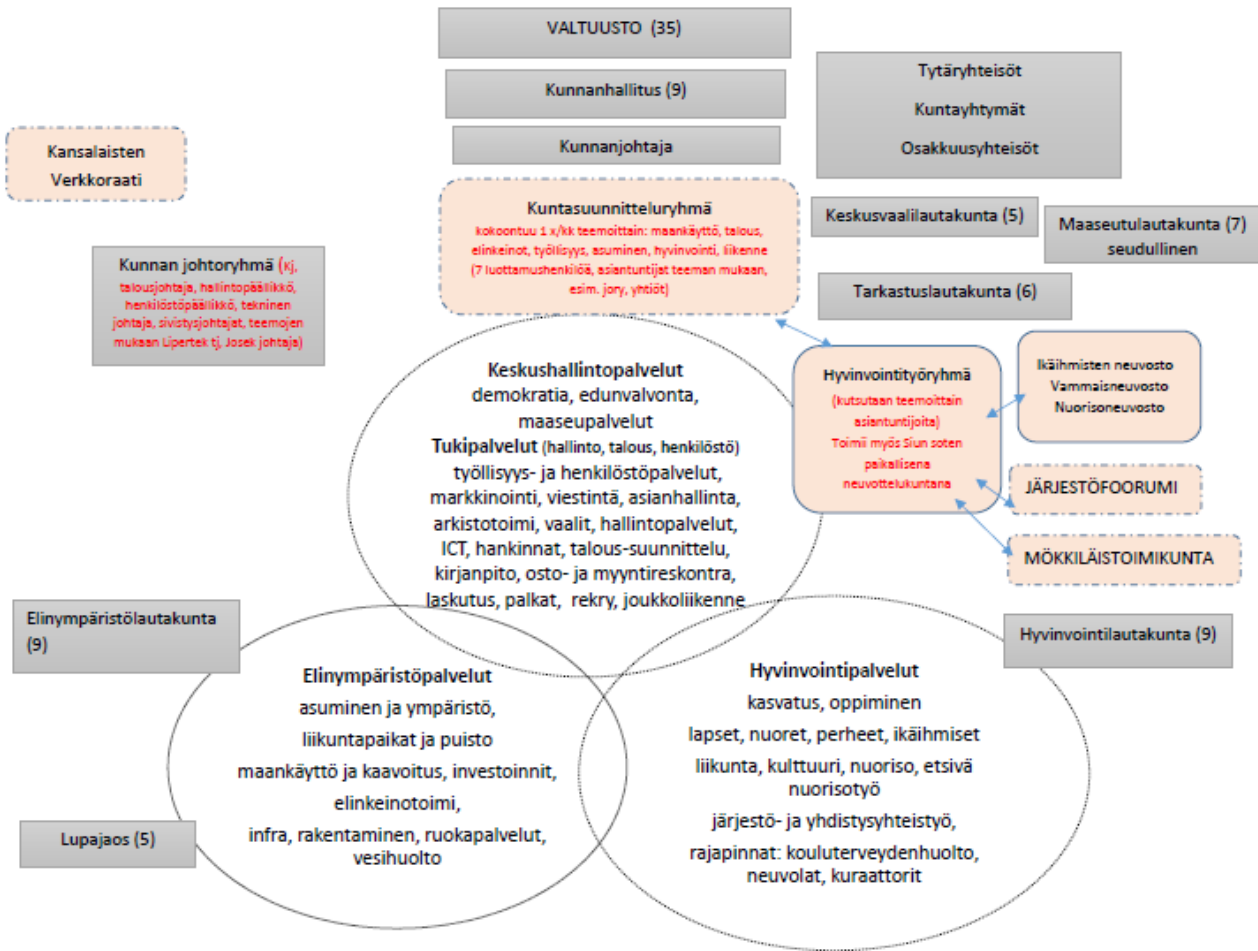 VALTUUSTO (35)
Kunnanhallitus (9)
Kunnanjohtaja
Tytäryhteisöt
Kuntayhtymät
Osakkuusyhteisöt
Kansalaisten
Verkkoraati
Kuntasuunnitteluryhmä
kokoontuu 1 x/kk teemoittain: maankäyttö, talous,
elinkeinot, työllisyys, asuminen, hyvinvointi, liikenne
(7 luottamushenkilöä, asiantuntijat teeman mukaan,
esim. jory, yhtiöt)
Keskusvaalilautakunta (5)
Maaseutulautakunta (7)
seudullinen
Tarkastuslautakunta (6)
Kunnan johtoryhmä (kj,
talousjohtaja, hallintopäällikkö,
henkilöstöpäällikkö, tekninen
johtaja, sivistysjohtajat, teemojen
mukaan Lipertek tj, Josek johtaja)
Keskushallintopalvelut
demokratia, edunvalvonta,
maaseupalvelut
Tukipalvelut (hallinto, talous, henkilöstö)
työllisyys- ja henkilöstöpalvelut,
markkinointi, viestintä, asianhallinta,
arkistotoimi, vaalit, hallintopalvelut,
ICT, hankinnat, talous-suunnittelu,
kirjanpito, osto- ja myyntireskontra,
laskutus, palkat, rekry, joukkoliikenne
Hyvinvointityöryhmä
(kutsutaan teemoittain
asiantuntijoita)
Toimii myös Siun soten
paikallisena
neuvottelukuntana
Ikäihmisten neuvosto
Vammaisneuvosto
Nuorisoneuvosto
JÄRJESTÖFOORUMI
MÖKKILÄISTOIMIKUNTA
Elinympäristölautakunta
(9)
Hyvinvointilautakunta (9)
Elinympäristöpalvelut
asuminen ja ympäristö,
liikuntapaikat ja puisto
maankäyttö ja kaavoitus, investoinnit,
elinkeinotoimi,
infra, rakentaminen, ruokapalvelut,
vesihuolto
Lupajaos (5)
Hyvinvointipalvelut
kasvatus, oppiminen
lapset, nuoret, perheet, ikäihmiset
liikunta, kulttuuri, nuoriso, etsivä
nuorisotyö
järjestö- ja yhdistysyhteistyö,
rajapinnat: kouluterveydenhuolto,
neuvolat, kuraattorit